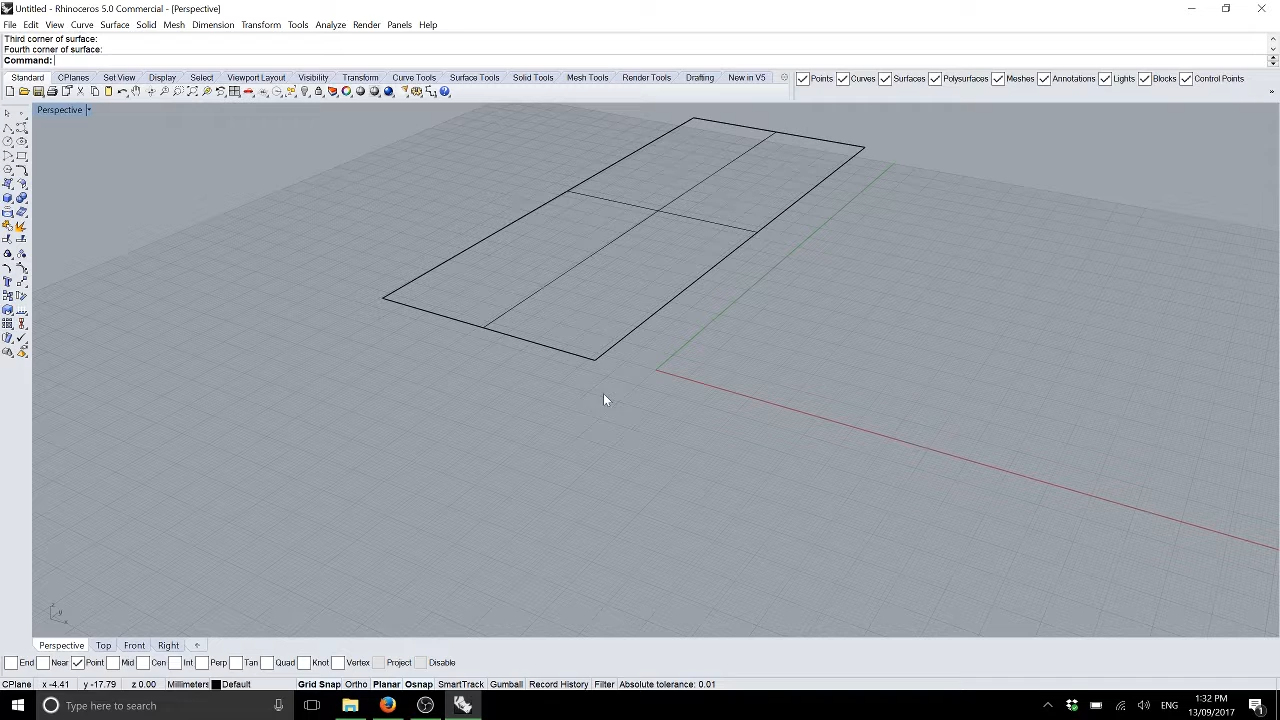 Untitled - Rhinoceros 5.0 Commercial - [Perspective]
File Edit View Curve Surface Solid Mesh Dimension Transform Tools Analyze Render Panels Help
Third corner of surface:
Fourth corner of surface:
Command:
Standard CPlanes Set View Display Select Viewport Layout Visibility Transform Curve Tools Surface Tools Solid Tools Mesh Tools Render Tools Drafting New in V5 Points Curves Surfaces Polysurfaces Meshes Annotations Lights Blocks Control Points
Perspective
Perspective Top Front Right
End Near Point Mid Cen Int Perp Tan Quad Knot Vertex Project Disable
CPlane x -4.41 y -17.79 z 0.00 Millimeters Default Grid Snap Ortho Planar Osnap SmartTrack Gumball Record History Filter Absolute tolerance: 0.01
Type here to search ENG 1:32 PM
13/09/2017